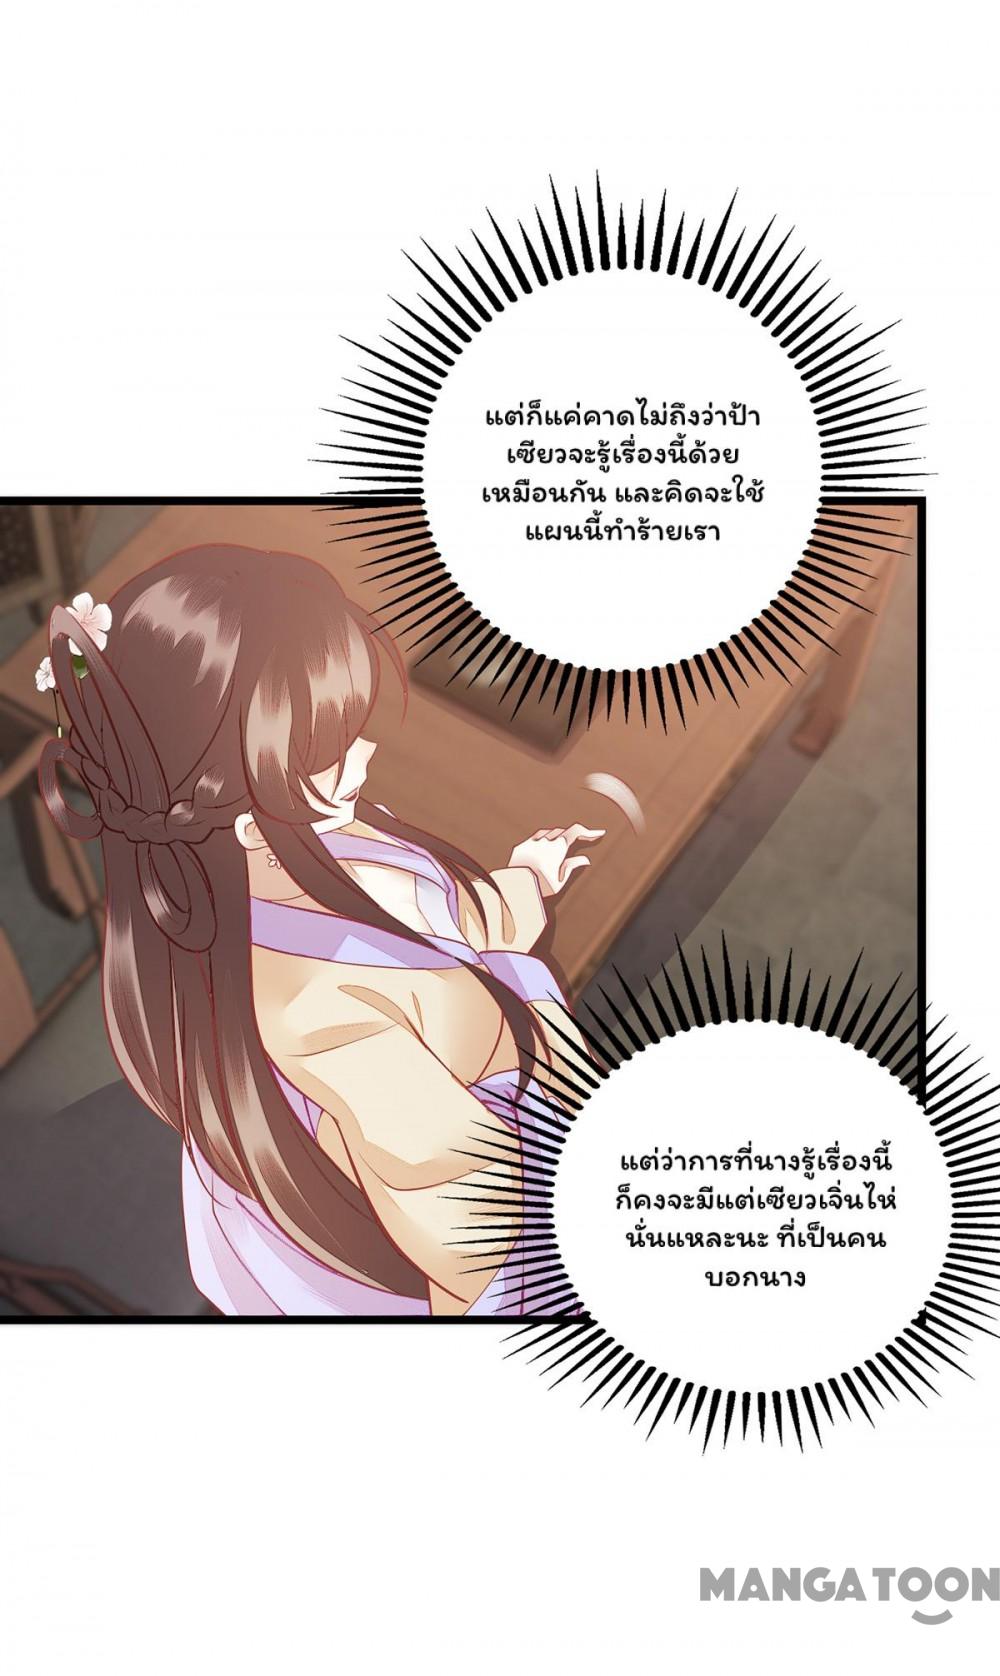 แต่ก็แค่คาดไม่ถึงว่าป้า
เซียวจะรู้เรื่องนี้ด้วย
เหมือนกัน และคิดจะใช้
แผนนี้ทำร้ายเรา
แต่ว่าการที่นางรู้เรื่องนี้
ก็คงจะมีแต่เซียวเจิ่นไห่
นั่นแหละนะ ที่เป็นคน
บอกนาง
MANGATOON